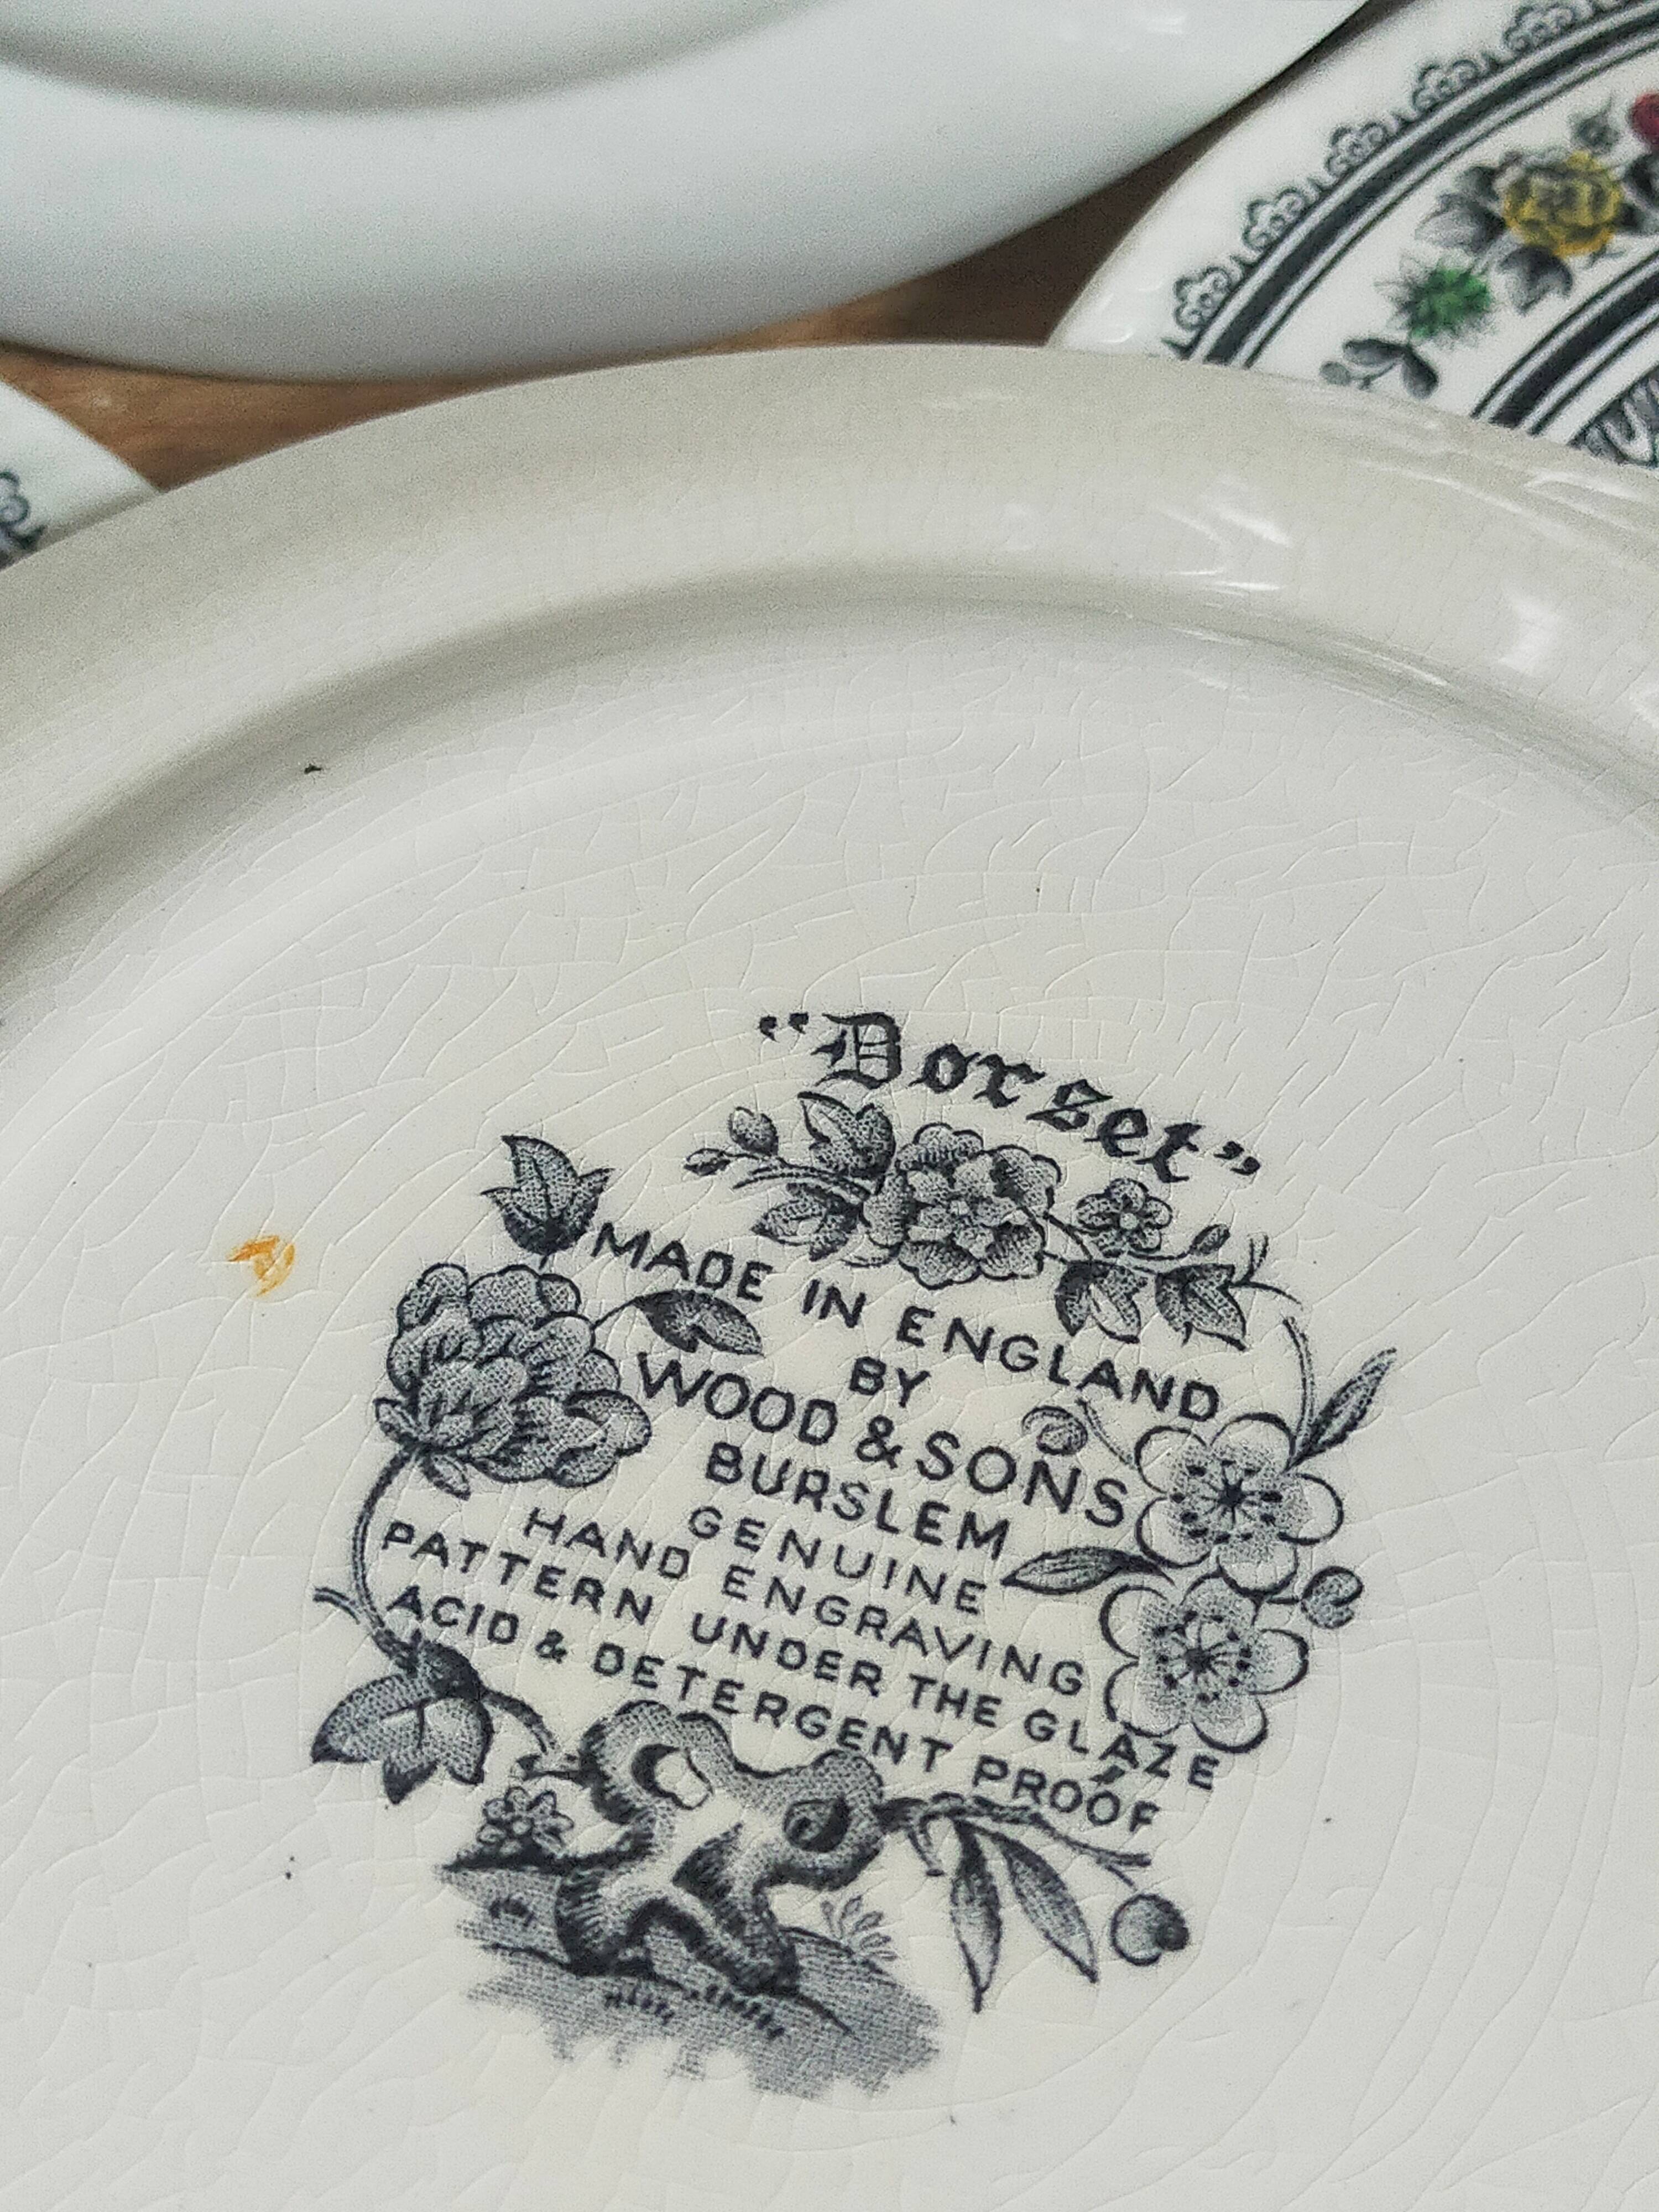 "Dorset"
MADE IN ENGLAND
BY
WOOD & SONS
BURSLEM
GENUINE
HAND ENGRAVING
PATTERN UNDER THE GLAZE
ACID & DETERGENT PROOF